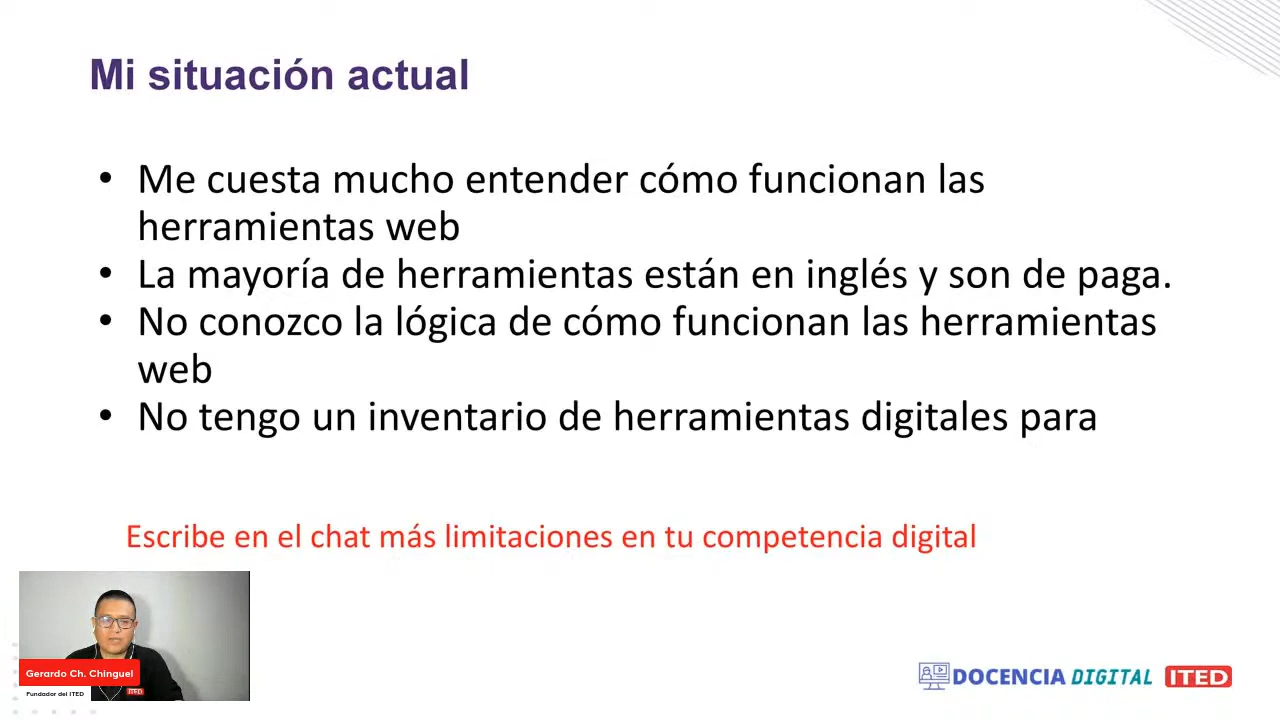 Mi situación actual
• Me cuesta mucho entender cómo funcionan las
herramientas web
• La mayoría de herramientas están en inglés y son de paga.
• No conozco la lógica de cómo funcionan las herramientas
web
• No tengo un inventario de herramientas digitales para
Escribe en el chat más limitaciones en tu competencia digital
Gerardo Ch. Chinguel
Fundador del ITED
ITED
DOCENCIA DIGITAL ITED